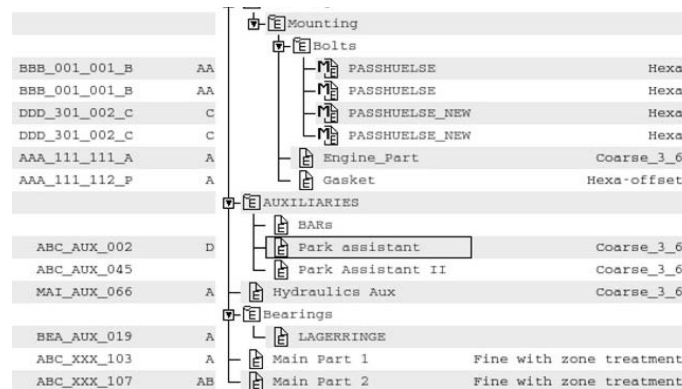 Mounting
Bolts
BBB_001_001_B AA PASSHUELSE Hexa
BBB_001_001_B AA PASSHUELSE Hexa
DDD_301_002_C C PASSHUELSE_NEW Hexa
DDD_301_002_C C PASSHUELSE_NEW Hexa
AAA_111_111_A A Engine_Part Coarse_3_6
AAA_111_112_P A Gasket Hexa-offset
AUXILIARIES
BARs
ABC_AUX_002 D Park assistant Coarse_3_6
ABC_AUX_045 Park Assistant II Coarse_3_6
MAI_AUX_066 A Hydraulics Aux Coarse_3_6
Bearings
BEA_AUX_019 A LAGERRINGE
ABC_XXX_103 A Main Part 1 Fine with zone treatment
ABC_XXX_107 AB Main Part 2 Fine with zone treatment